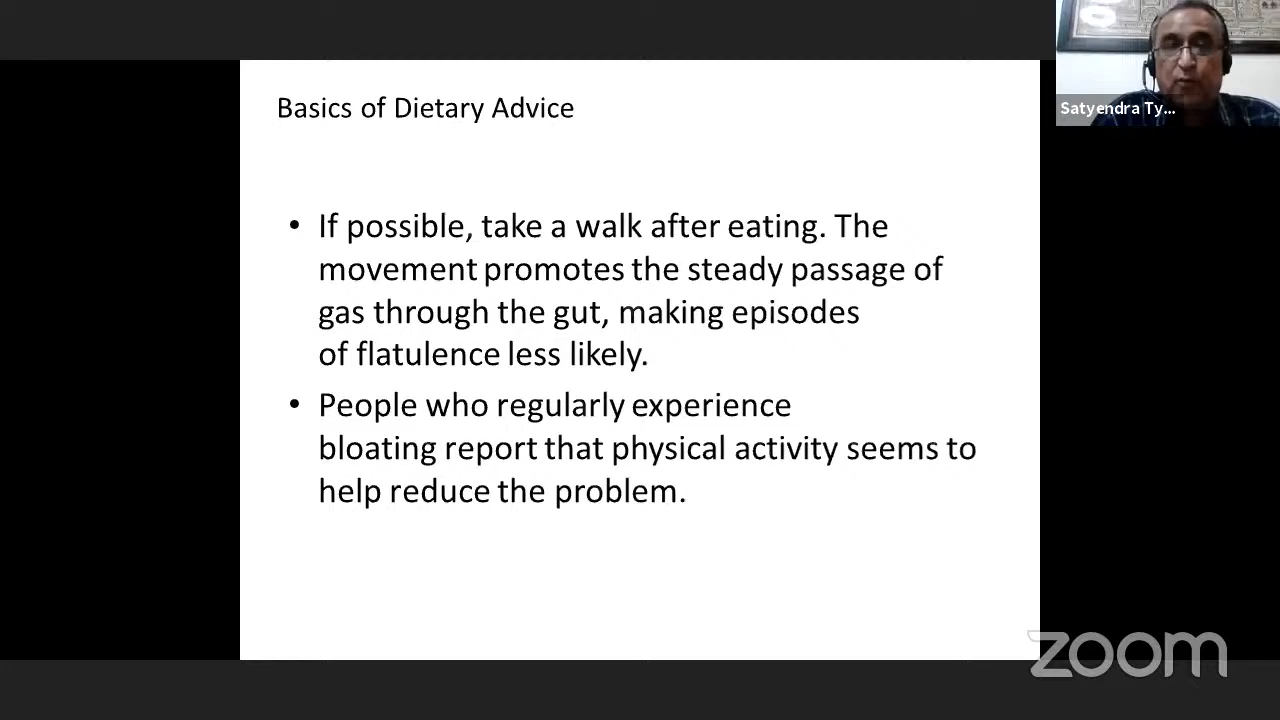 Basics of Dietary Advice
Satyendra Ty...
• If possible, take a walk after eating. The
movement promotes the steady passage of
gas through the gut, making episodes
of flatulence less likely.
• People who regularly experience
bloating report that physical activity seems to
help reduce the problem.
zoom